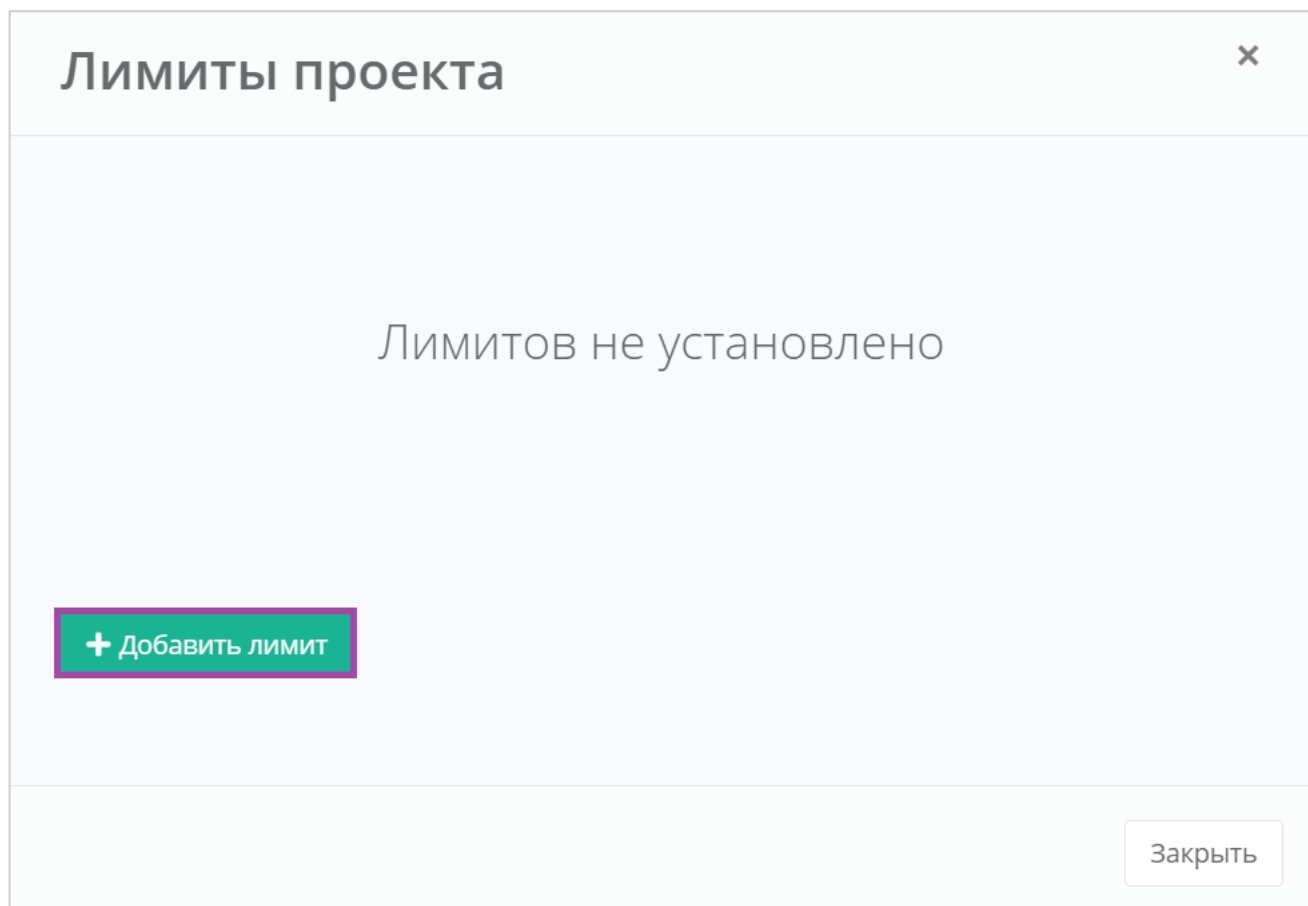 Лимиты проекта
Лимитов не установлено
Добавить лимит
Закрыть